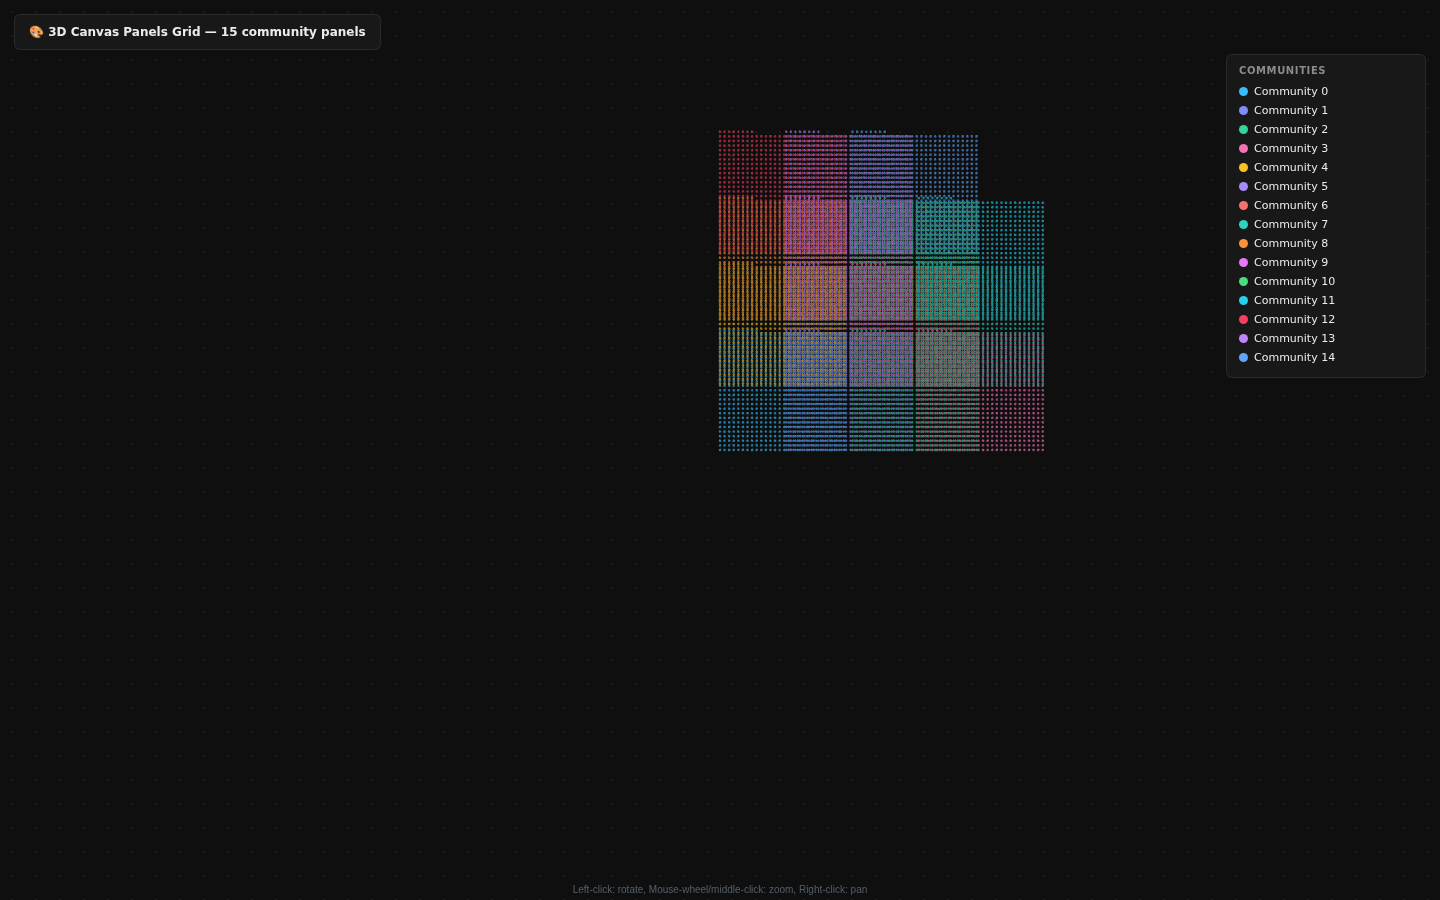 🎨 3D Canvas Panels Grid — 15 community panels
COMMUNITIES
Community 0
Community 1
Community 2
Community 3
Community 4
Community 5
Community 6
Community 7
Community 8
Community 9
Community 10
Community 11
Community 12
Community 13
Community 14
Left-click: rotate, Mouse-wheel/middle-click: zoom, Right-click: pan